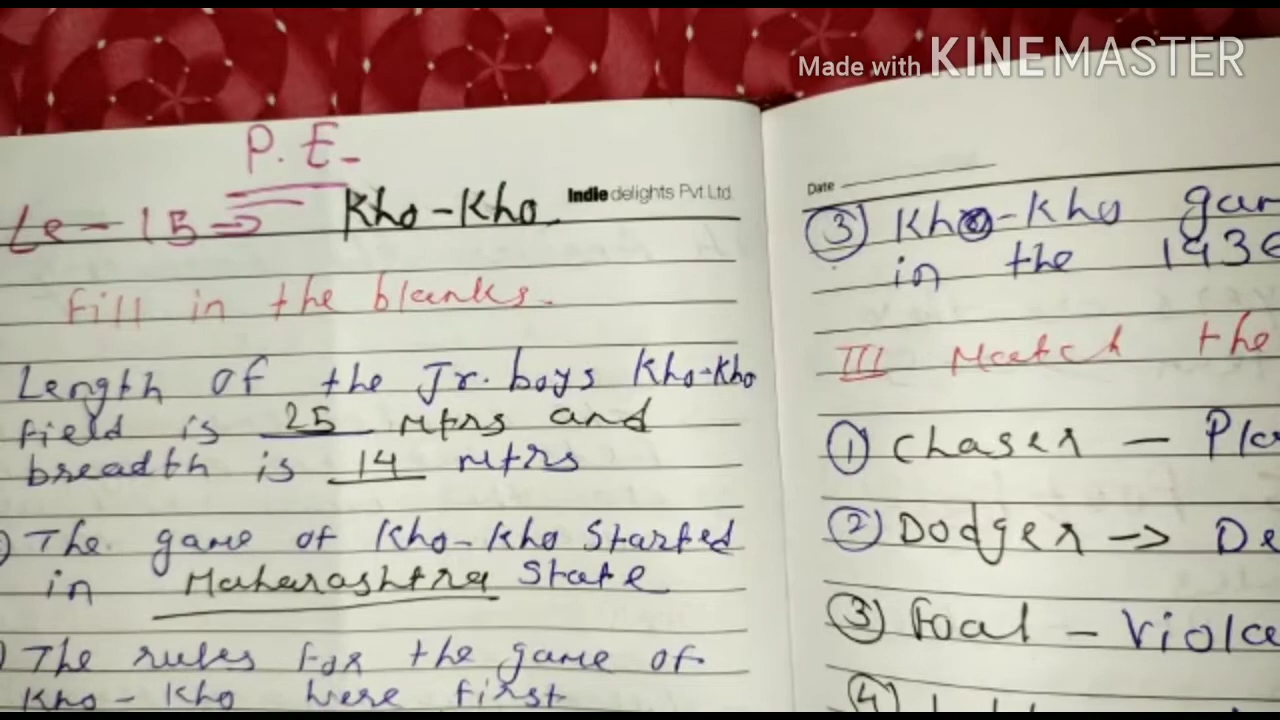 Made with KINEMASTER
P. E-
Le-15→ Kho-Kho
Indie delights Pvt.Ltd.
Fill in the blanks.
Length of the Jr. boys Kho-Kho
field is 25 mtrs and
breadth is 14 mtrs
The game of Kho-Kho Started
in Maharashtra State
The rules for the game of
Kho-Kho were first
Date
③ Kho-kho
in the
III Match the
① Chaser -
② Dodger →
③ Foal -
④